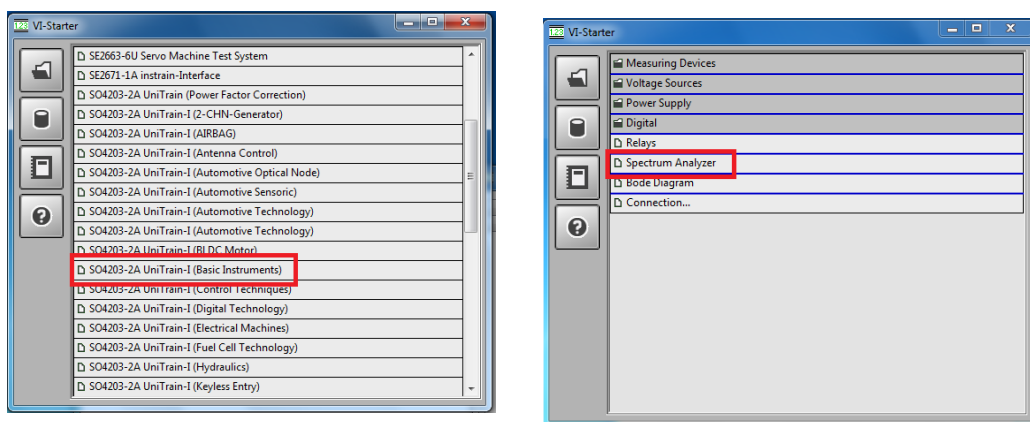 VI-Starter
SE2663-6U Servo Machine Test System
SE2671-1A instrain-Interface
SO4203-2A UniTrain (Power Factor Correction)
SO4203-2A UniTrain-I (2-CHN-Generator)
SO4203-2A UniTrain-I (AIRBAG)
SO4203-2A UniTrain-I (Antenna Control)
SO4203-2A UniTrain-I (Automotive Optical Node)
SO4203-2A UniTrain-I (Automotive Sensoric)
SO4203-2A UniTrain-I (Automotive Technology)
SO4203-2A UniTrain-I (Automotive Technology)
SO4203-2A UniTrain-I (BLDC Motor)
SO4203-2A UniTrain-I (Basic Instruments)
SO4203-2A UniTrain-I (Control Techniques)
SO4203-2A UniTrain-I (Digital Technology)
SO4203-2A UniTrain-I (Electrical Machines)
SO4203-2A UniTrain-I (Fuel Cell Technology)
SO4203-2A UniTrain-I (Hydraulics)
SO4203-2A UniTrain-I (Keyless Entry)
VI-Starter
Measuring Devices
Voltage Sources
Power Supply
Digital
Relays
Spectrum Analyzer
Bode Diagram
Connection...